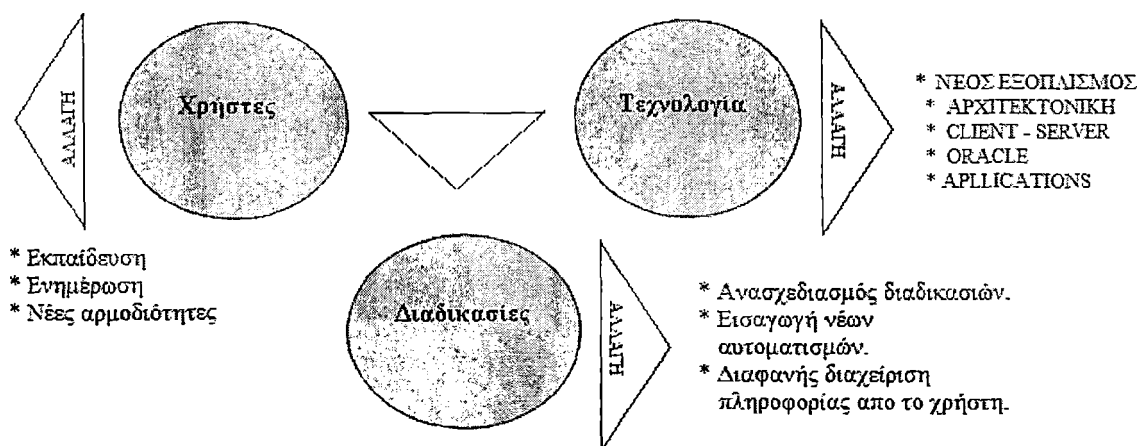 Χρήστες
ΑΛΛΑΓΗ
* Εκπαίδευση
* Ενημέρωση
* Νέες αρμοδιότητες
Τεχνολογία
ΑΛΛΑΓΗ
* ΝΕΟΣ ΕΞΟΠΛΙΣΜΟΣ
* ΑΡΧΙΤΕΚΤΟΝΙΚΗ
* CLIENT - SERVER
* ORACLE
* APLLICATIONS
Διαδικασίες
ΑΛΛΑΓΗ
* Ανασχεδιασμός διαδικασιών.
* Εισαγωγή νέων
αυτοματισμών.
* Διαφανής διαχείριση
πληροφορίας απο το χρήστη.